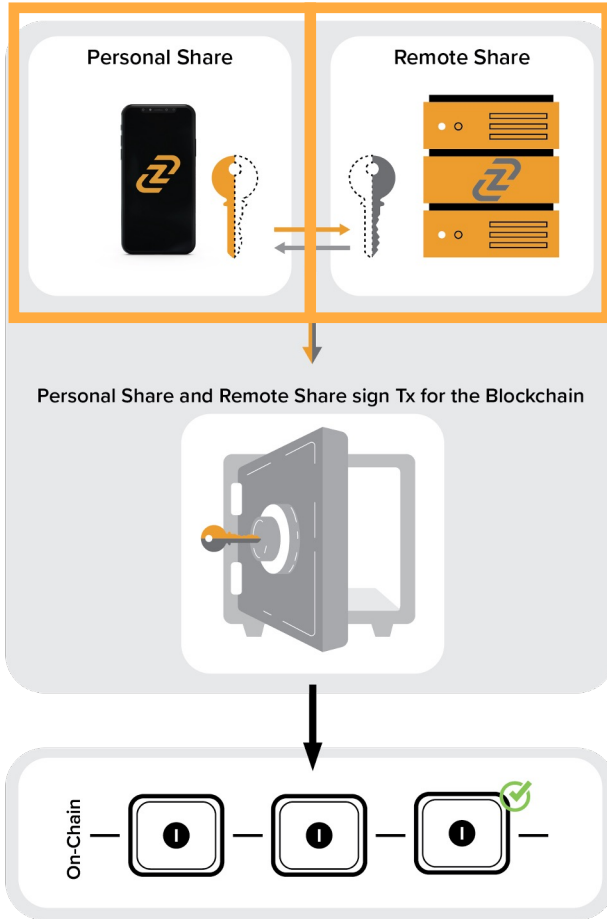 Personal Share
Remote Share
Personal Share and Remote Share sign Tx for the Blockchain
On-Chain